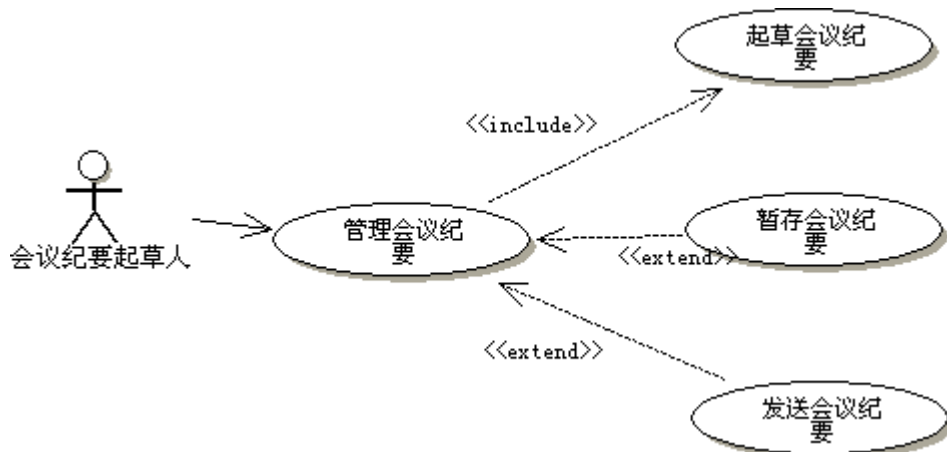 起草会议纪
要
<<include>>
会议纪要起草人
管理会议纪
要
暂存会议纪
要
<<extend>>
<<extend>>
发送会议纪
要